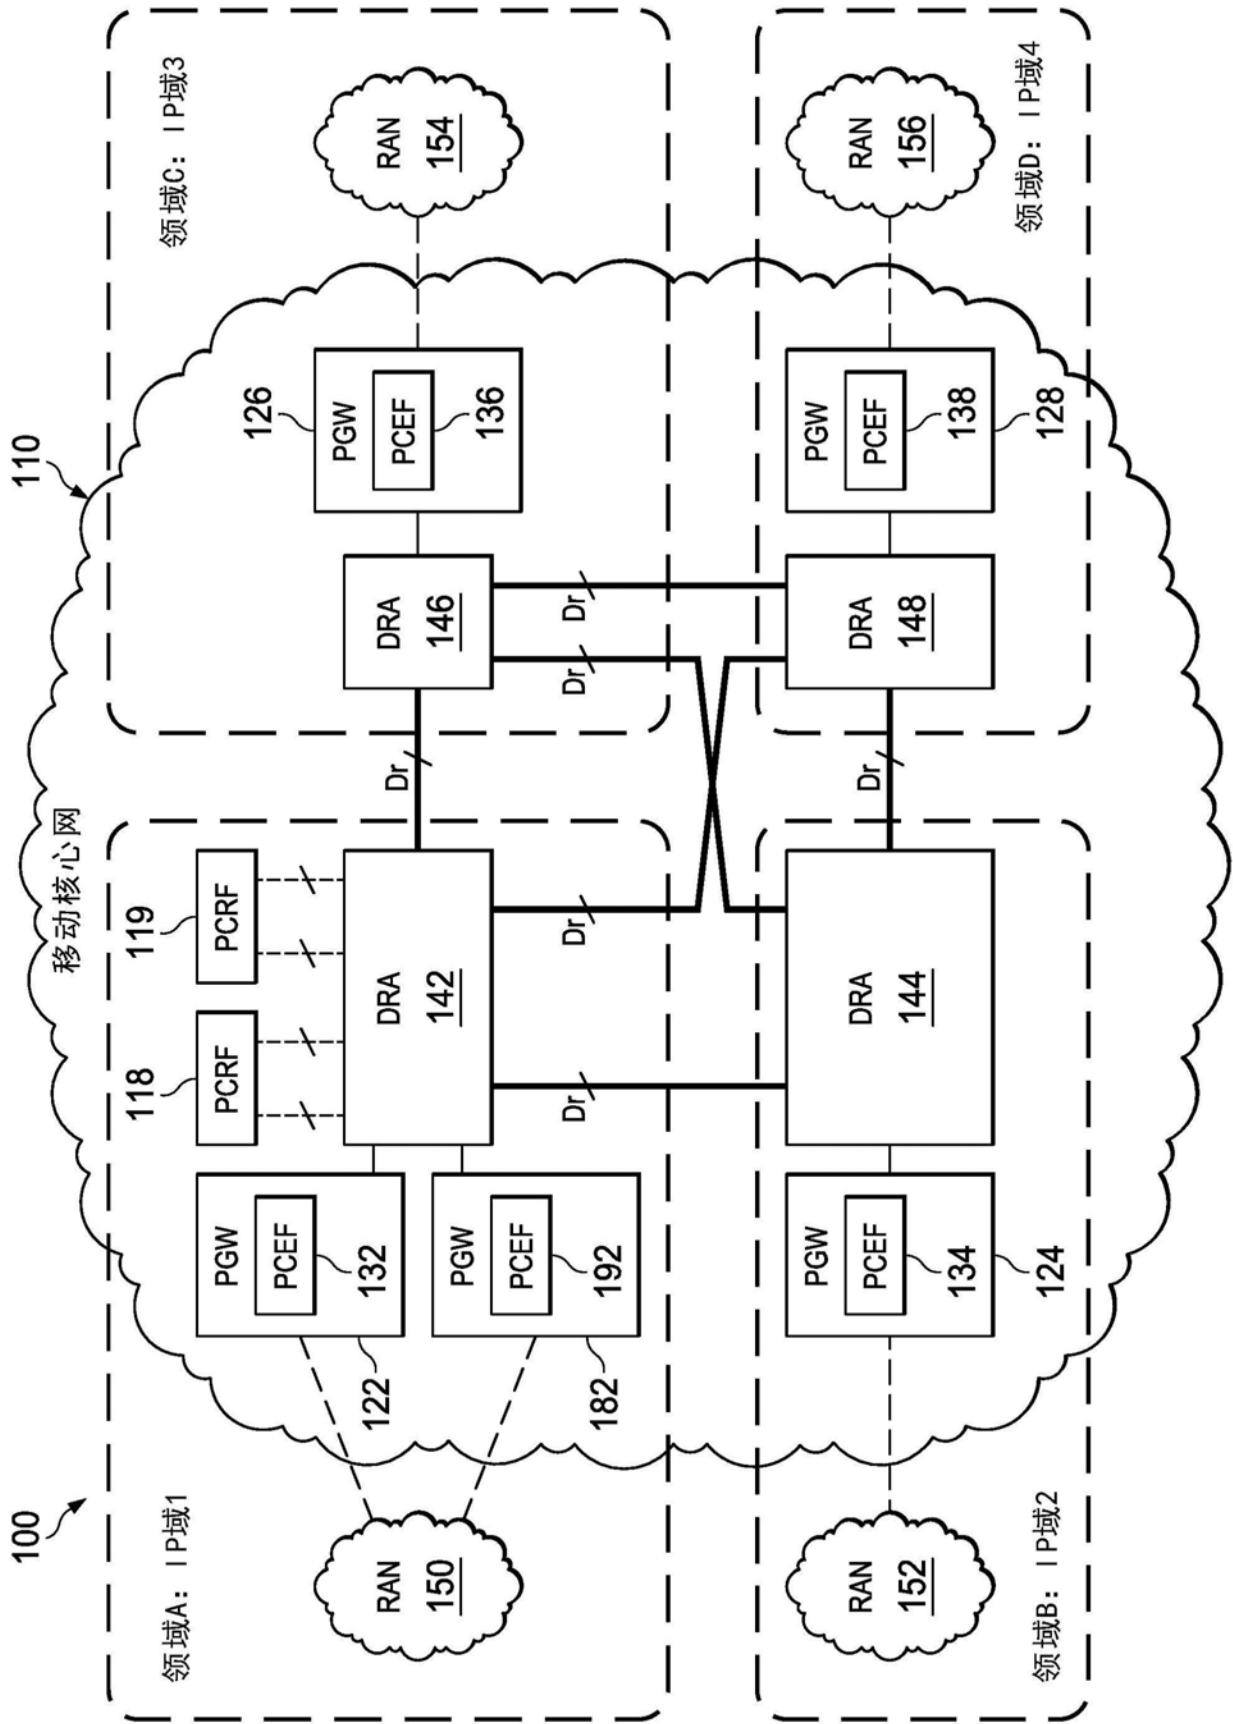 100
110
移动核心网
领域A: IP域1
RAN
150
PGW
PCEF
132
122
PGW
PCEF
192
182
118
PCRF
119
PCRF
DRA
142
Dr
Dr
Dr
领域C: IP域3
DRA
146
Dr
Dr
126
PGW
PCEF
136
RAN
154
领域B: IP域2
RAN
152
PGW
PCEF
134
124
DRA
144
Dr
领域D: IP域4
DRA
148
PGW
PCEF
138
128
RAN
156